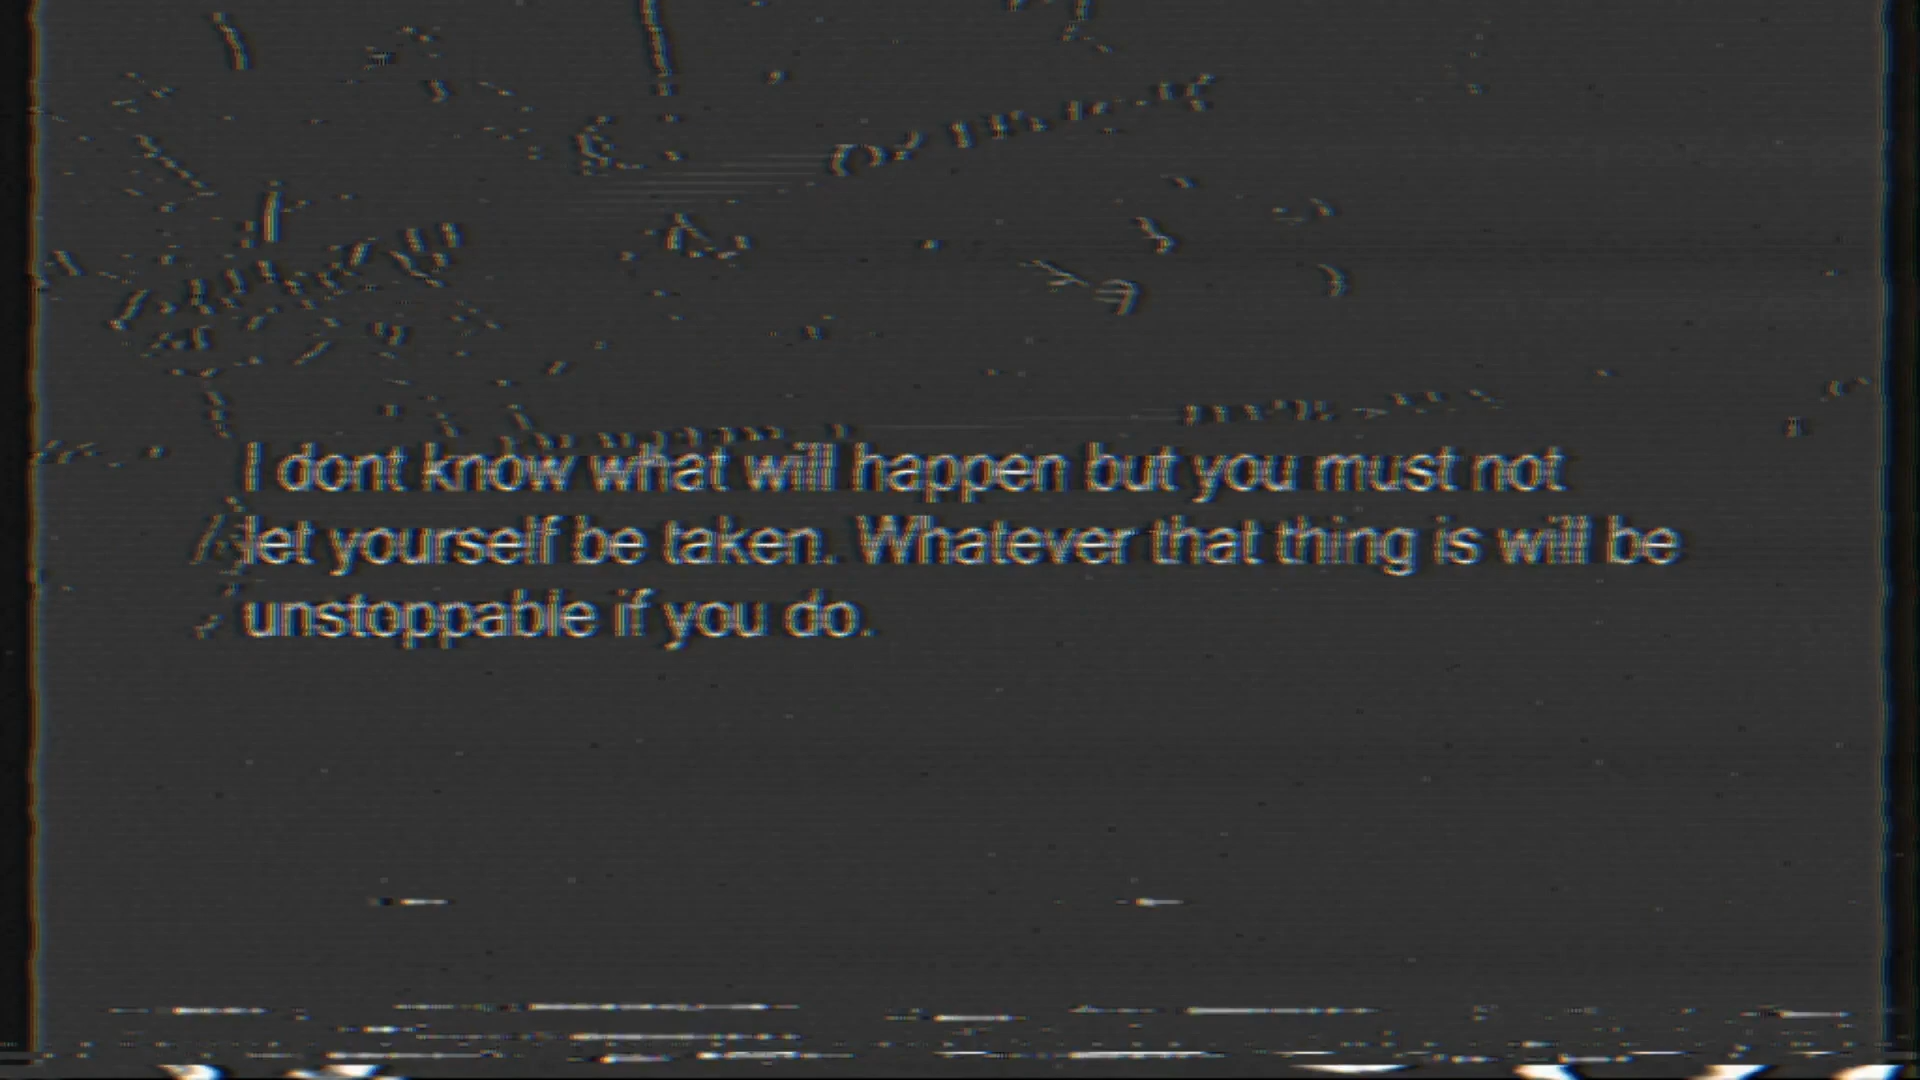 I dont know what will happen but you must not
let yourself be taken. Whatever that thing is will be
unstoppable if you do.